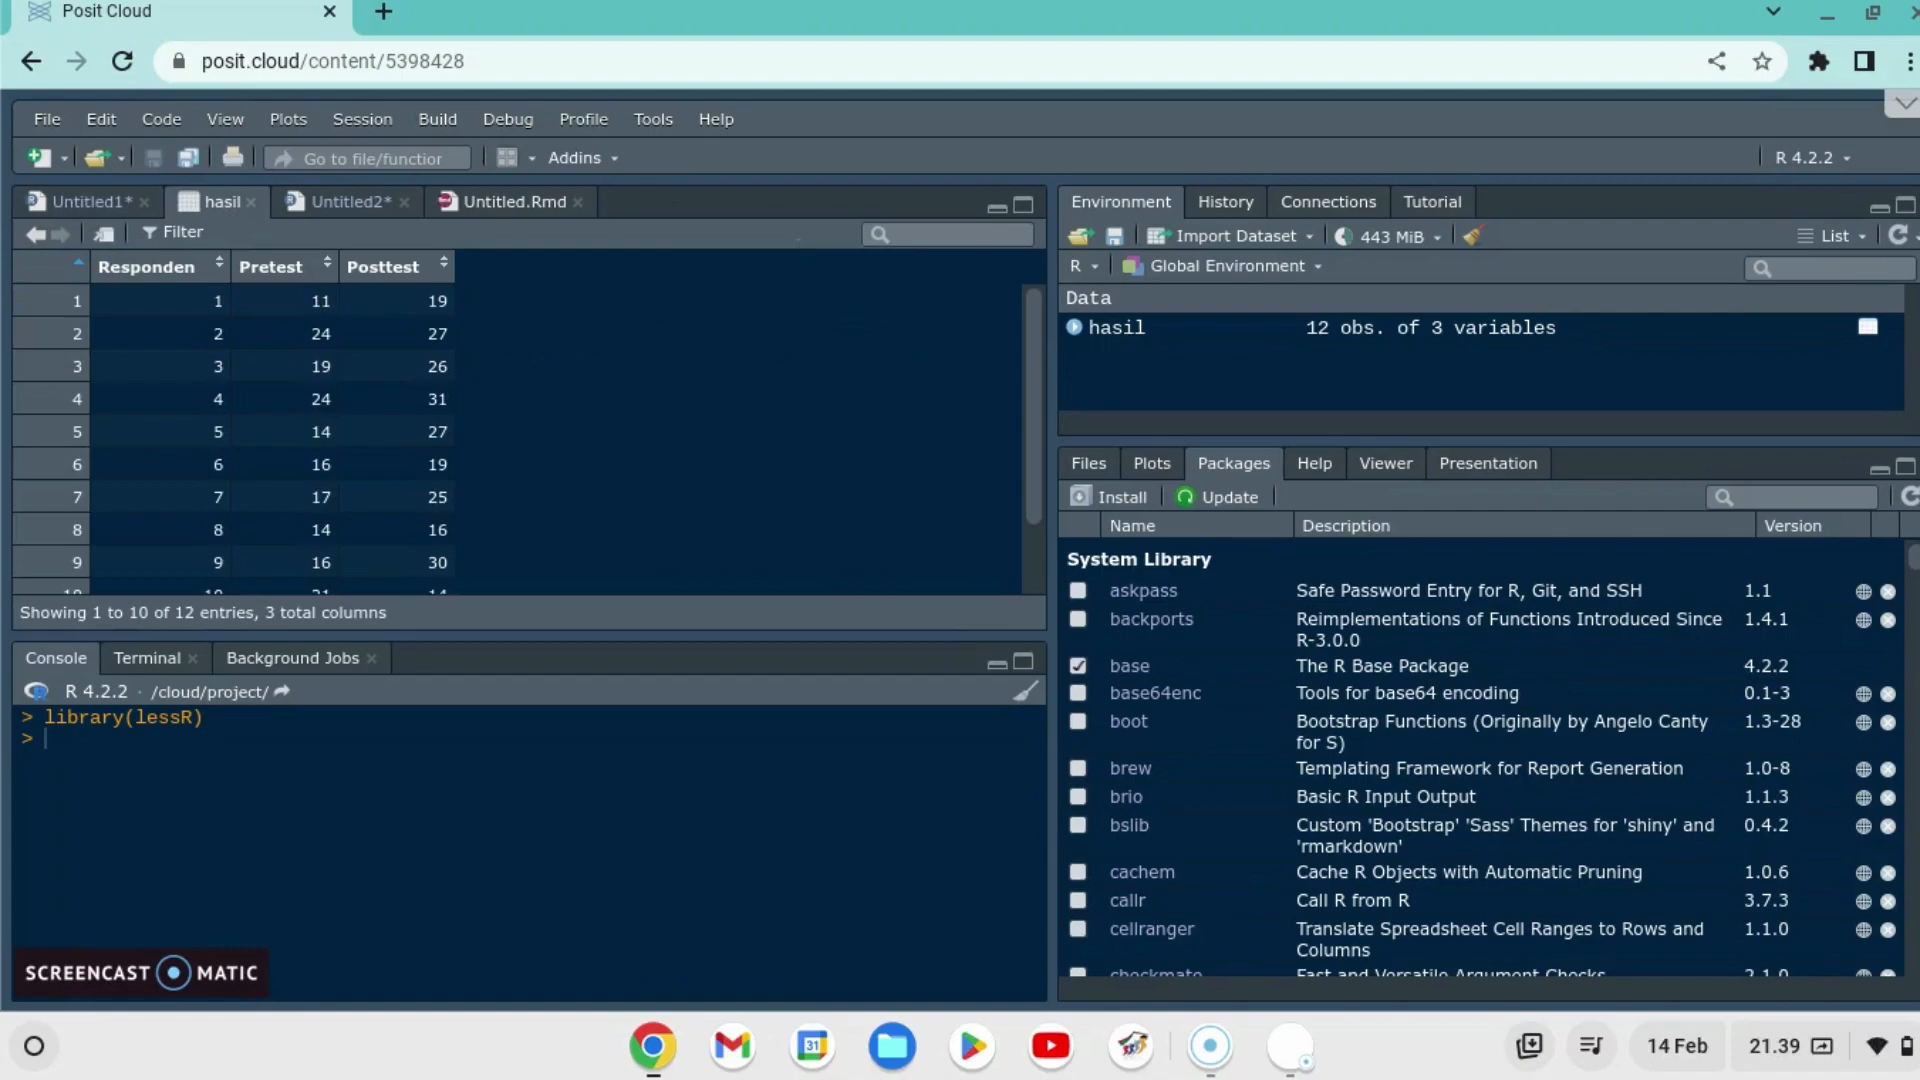 Posit Cloud
posit.cloud/content/5398428
File Edit Code View Plots Session Build Debug Profile Tools Help
Go to file/function Addins R 4.2.2
Untitled1* hasil Untitled2* Untitled.Rmd
Filter
Responden Pretest Posttest
1 1 11 19
2 2 24 27
3 3 19 26
4 4 24 31
5 5 14 27
6 6 16 19
7 7 17 25
8 8 14 16
9 9 16 30
Showing 1 to 10 of 12 entries, 3 total columns
Console Terminal Background Jobs
R 4.2.2 · /cloud/project/
> library(lessR)
>
SCREENCAST MATIC
Environment History Connections Tutorial
Import Dataset 443 MiB List
R Global Environment
Data
hasil 12 obs. of 3 variables
Files Plots Packages Help Viewer Presentation
Install Update
Name Description Version
System Library
askpass Safe Password Entry for R, Git, and SSH 1.1
backports Reimplementations of Functions Introduced Since 1.4.1
R-3.0.0
base The R Base Package 4.2.2
base64enc Tools for base64 encoding 0.1-3
boot Bootstrap Functions (Originally by Angelo Canty 1.3-28
for S)
brew Templating Framework for Report Generation 1.0-8
brio Basic R Input Output 1.1.3
bslib Custom 'Bootstrap' 'Sass' Themes for 'shiny' and 0.4.2
'rmarkdown'
cachem Cache R Objects with Automatic Pruning 1.0.6
callr Call R from R 3.7.3
cellranger Translate Spreadsheet Cell Ranges to Rows and 1.1.0
Columns
checkmate Fast and Versatile Argument Checks 2.1.0
31
14 Feb 21.39